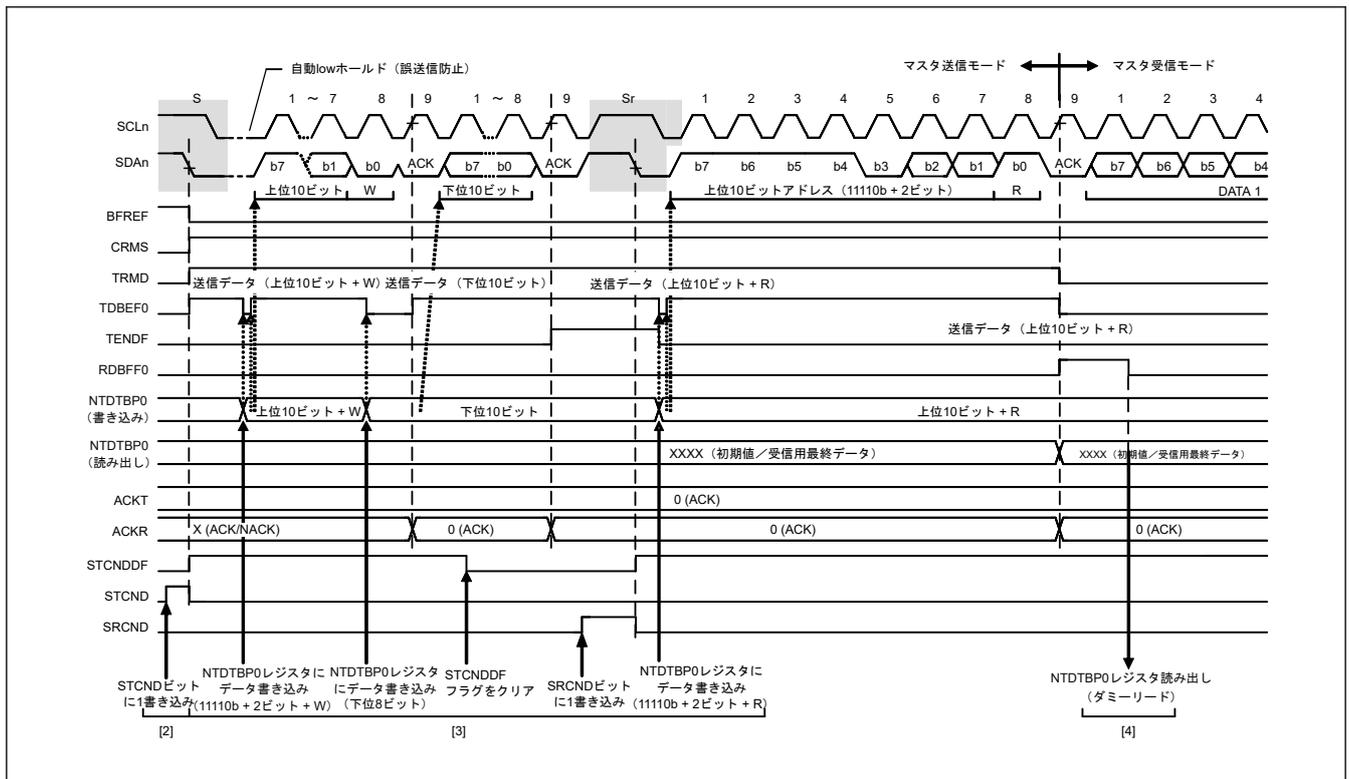 マスタ送信モード マスタ受信モード
自動lowホールド（誤送信防止）
S 1 ～ 7 8 9 1 ～ 8 9 Sr 1 2 3 4 5 6 7 8 9 1 2 3 4
SCLn
SDAn b7 b1 b0 ACK b7 b0 ACK b7 b6 b5 b4 b3 b2 b1 b0 ACK b7 b6 b5 b4
上位10ビット W 下位10ビット 上位10ビットアドレス（11110b + 2ビット） R DATA 1
BFREF
CRMS
TRMD
送信データ（上位10ビット + W） 送信データ（下位10ビット） 送信データ（上位10ビット + R）
TDBEF0
TENDF 送信データ（上位10ビット + R）
RDBFF0
NTDTBP0
（書き込み） 上位10ビット + W 下位10ビット 上位10ビット + R
NTDTBP0
（読み出し） XXXX（初期値／受信用最終データ） XXXX（初期値／受信用最終データ）
ACKT 0 (ACK)
ACKR X (ACK/NACK) 0 (ACK) 0 (ACK) 0 (ACK)
STCNDDF
STCND
SRCND
STCNDビット
に1書き込み
NTDTBP0レジスタに
データ書き込み
(11110b + 2ビット + W)
NTDTBP0レジスタ
にデータ書き込み
（下位8ビット）
STCNDDF
フラグをクリア
SRCNDビット
に1書き込み
NTDTBP0レジスタに
データ書き込み
(11110b + 2ビット + R)
NTDTBP0レジスタ読み出し
（ダミーリード）
[2] [3] [4]